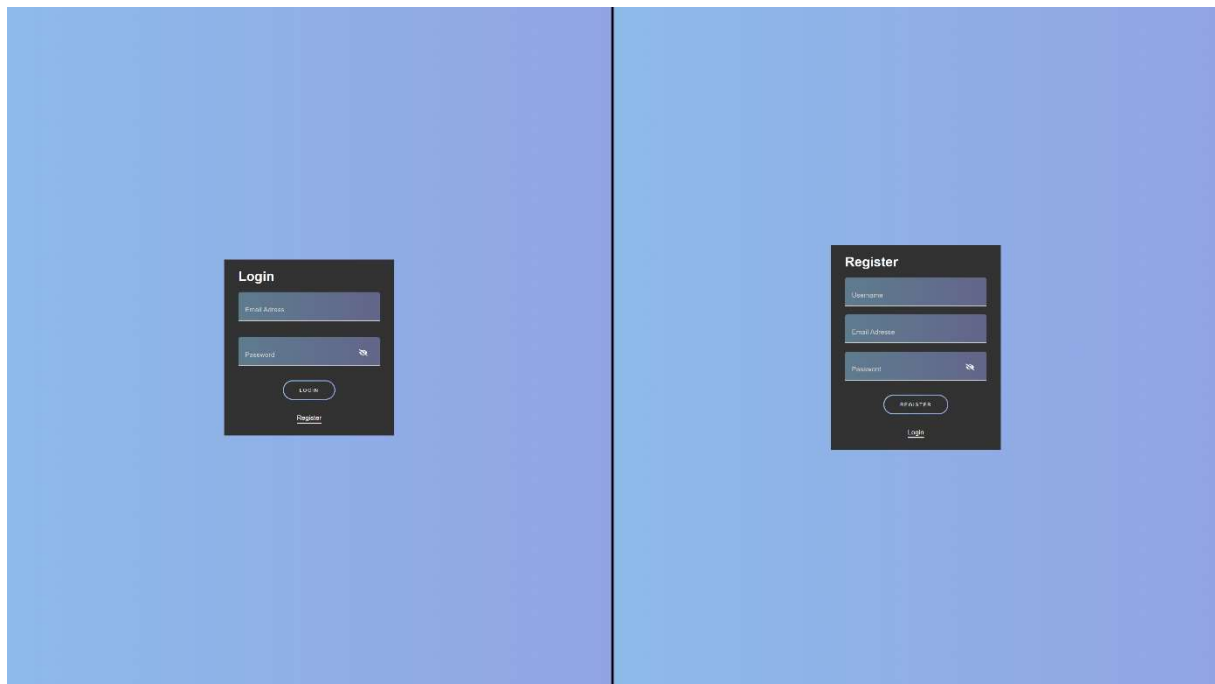 Login
Email Adress
Password
LOGIN
Register
Register
Username
Email Adresse
Password
REGISTER
Login